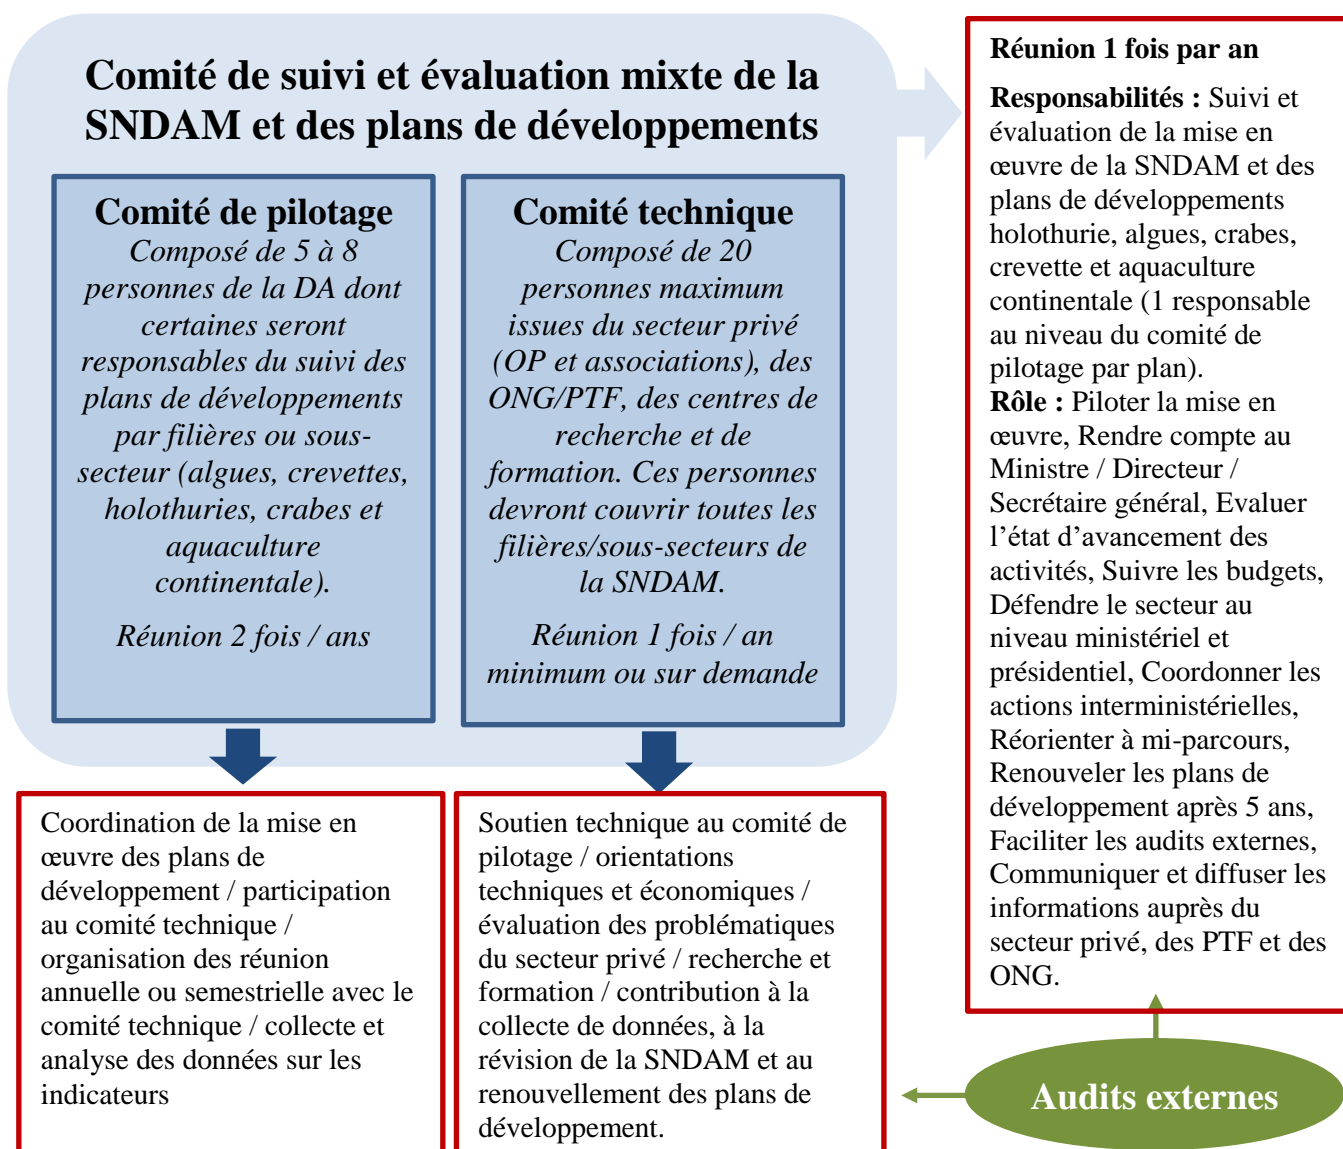 Comité de suivi et évaluation mixte de la
SNDAM et des plans de développements
Comité de pilotage
Composé de 5 à 8
personnes de la DA dont
certaines seront
responsables du suivi des
plans de développements
par filières ou sous-
secteur (algues, crevettes,
holothuries, crabes et
aquaculture
continentale).
Réunion 2 fois / ans
Comité technique
Composé de 20
personnes maximum
issues du secteur privé
(OP et associations), des
ONG/PTF, des centres de
recherche et de
formation. Ces personnes
devront couvrir toutes les
filières/sous-secteurs de
la SNDAM.
Réunion 1 fois / an
minimum ou sur demande
Coordination de la mise en
œuvre des plans de
développement / participation
au comité technique /
organisation des réunion
annuelle ou semestrielle avec le
comité technique / collecte et
analyse des données sur les
indicateurs
Soutien technique au comité de
pilotage / orientations
techniques et économiques /
évaluation des problématiques
du secteur privé / recherche et
formation / contribution à la
collecte de données, à la
révision de la SNDAM et au
renouvellement des plans de
développement.
Réunion 1 fois par an
Responsabilités : Suivi et
évaluation de la mise en
œuvre de la SNDAM et des
plans de développements
holothurie, algues, crabes,
crevette et aquaculture
continentale (1 responsable
au niveau du comité de
pilotage par plan).
Rôle : Piloter la mise en
œuvre, Rendre compte au
Ministre / Directeur /
Secrétaire général, Evaluer
l'état d'avancement des
activités, Suivre les budgets,
Défendre le secteur au
niveau ministériel et
présidentiel, Coordonner les
actions interministérielles,
Réorienter à mi-parcours,
Renouveler les plans de
développement après 5 ans,
Faciliter les audits externes,
Communiquer et diffuser les
informations auprès du
secteur privé, des PTF et des
ONG.
Audits externes